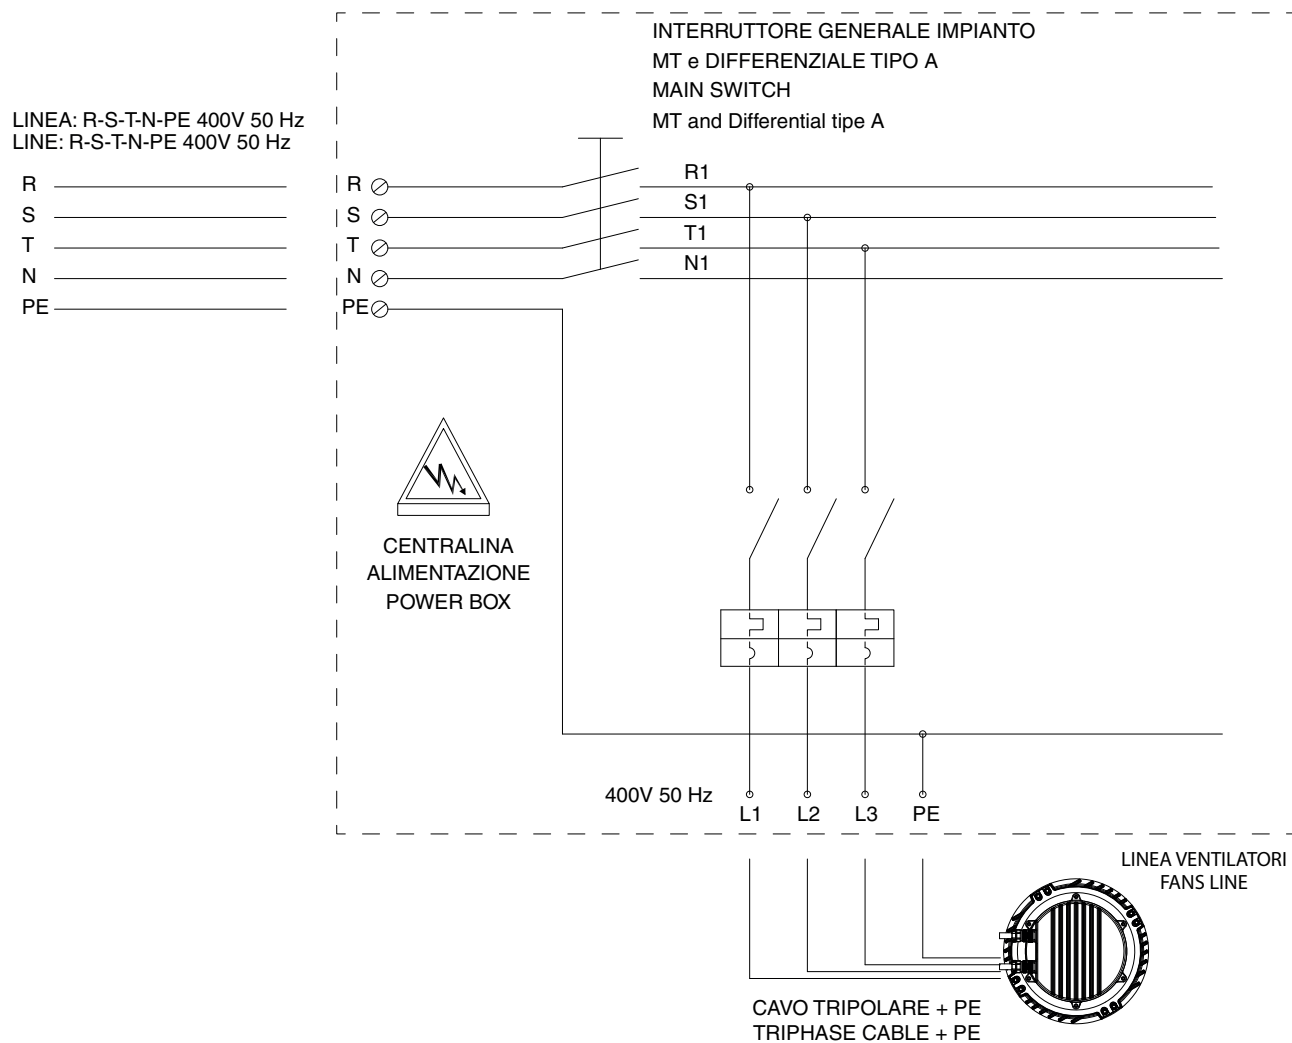 INTERRUTTORE GENERALE IMPIANTO
MT e DIFFERENZIALE TIPO A
MAIN SWITCH
MT and Differential tipe A
LINEA: R-S-T-N-PE 400V 50 Hz
LINE: R-S-T-N-PE 400V 50 Hz
R R R1
S S S1
T T T1
N N N1
PE PE
CENTRALINA
ALIMENTAZIONE
POWER BOX
400V 50 Hz
L1 L2 L3 PE
LINEA VENTILATORI
FANS LINE
CAVO TRIPOLARE + PE
TRIPHASE CABLE + PE